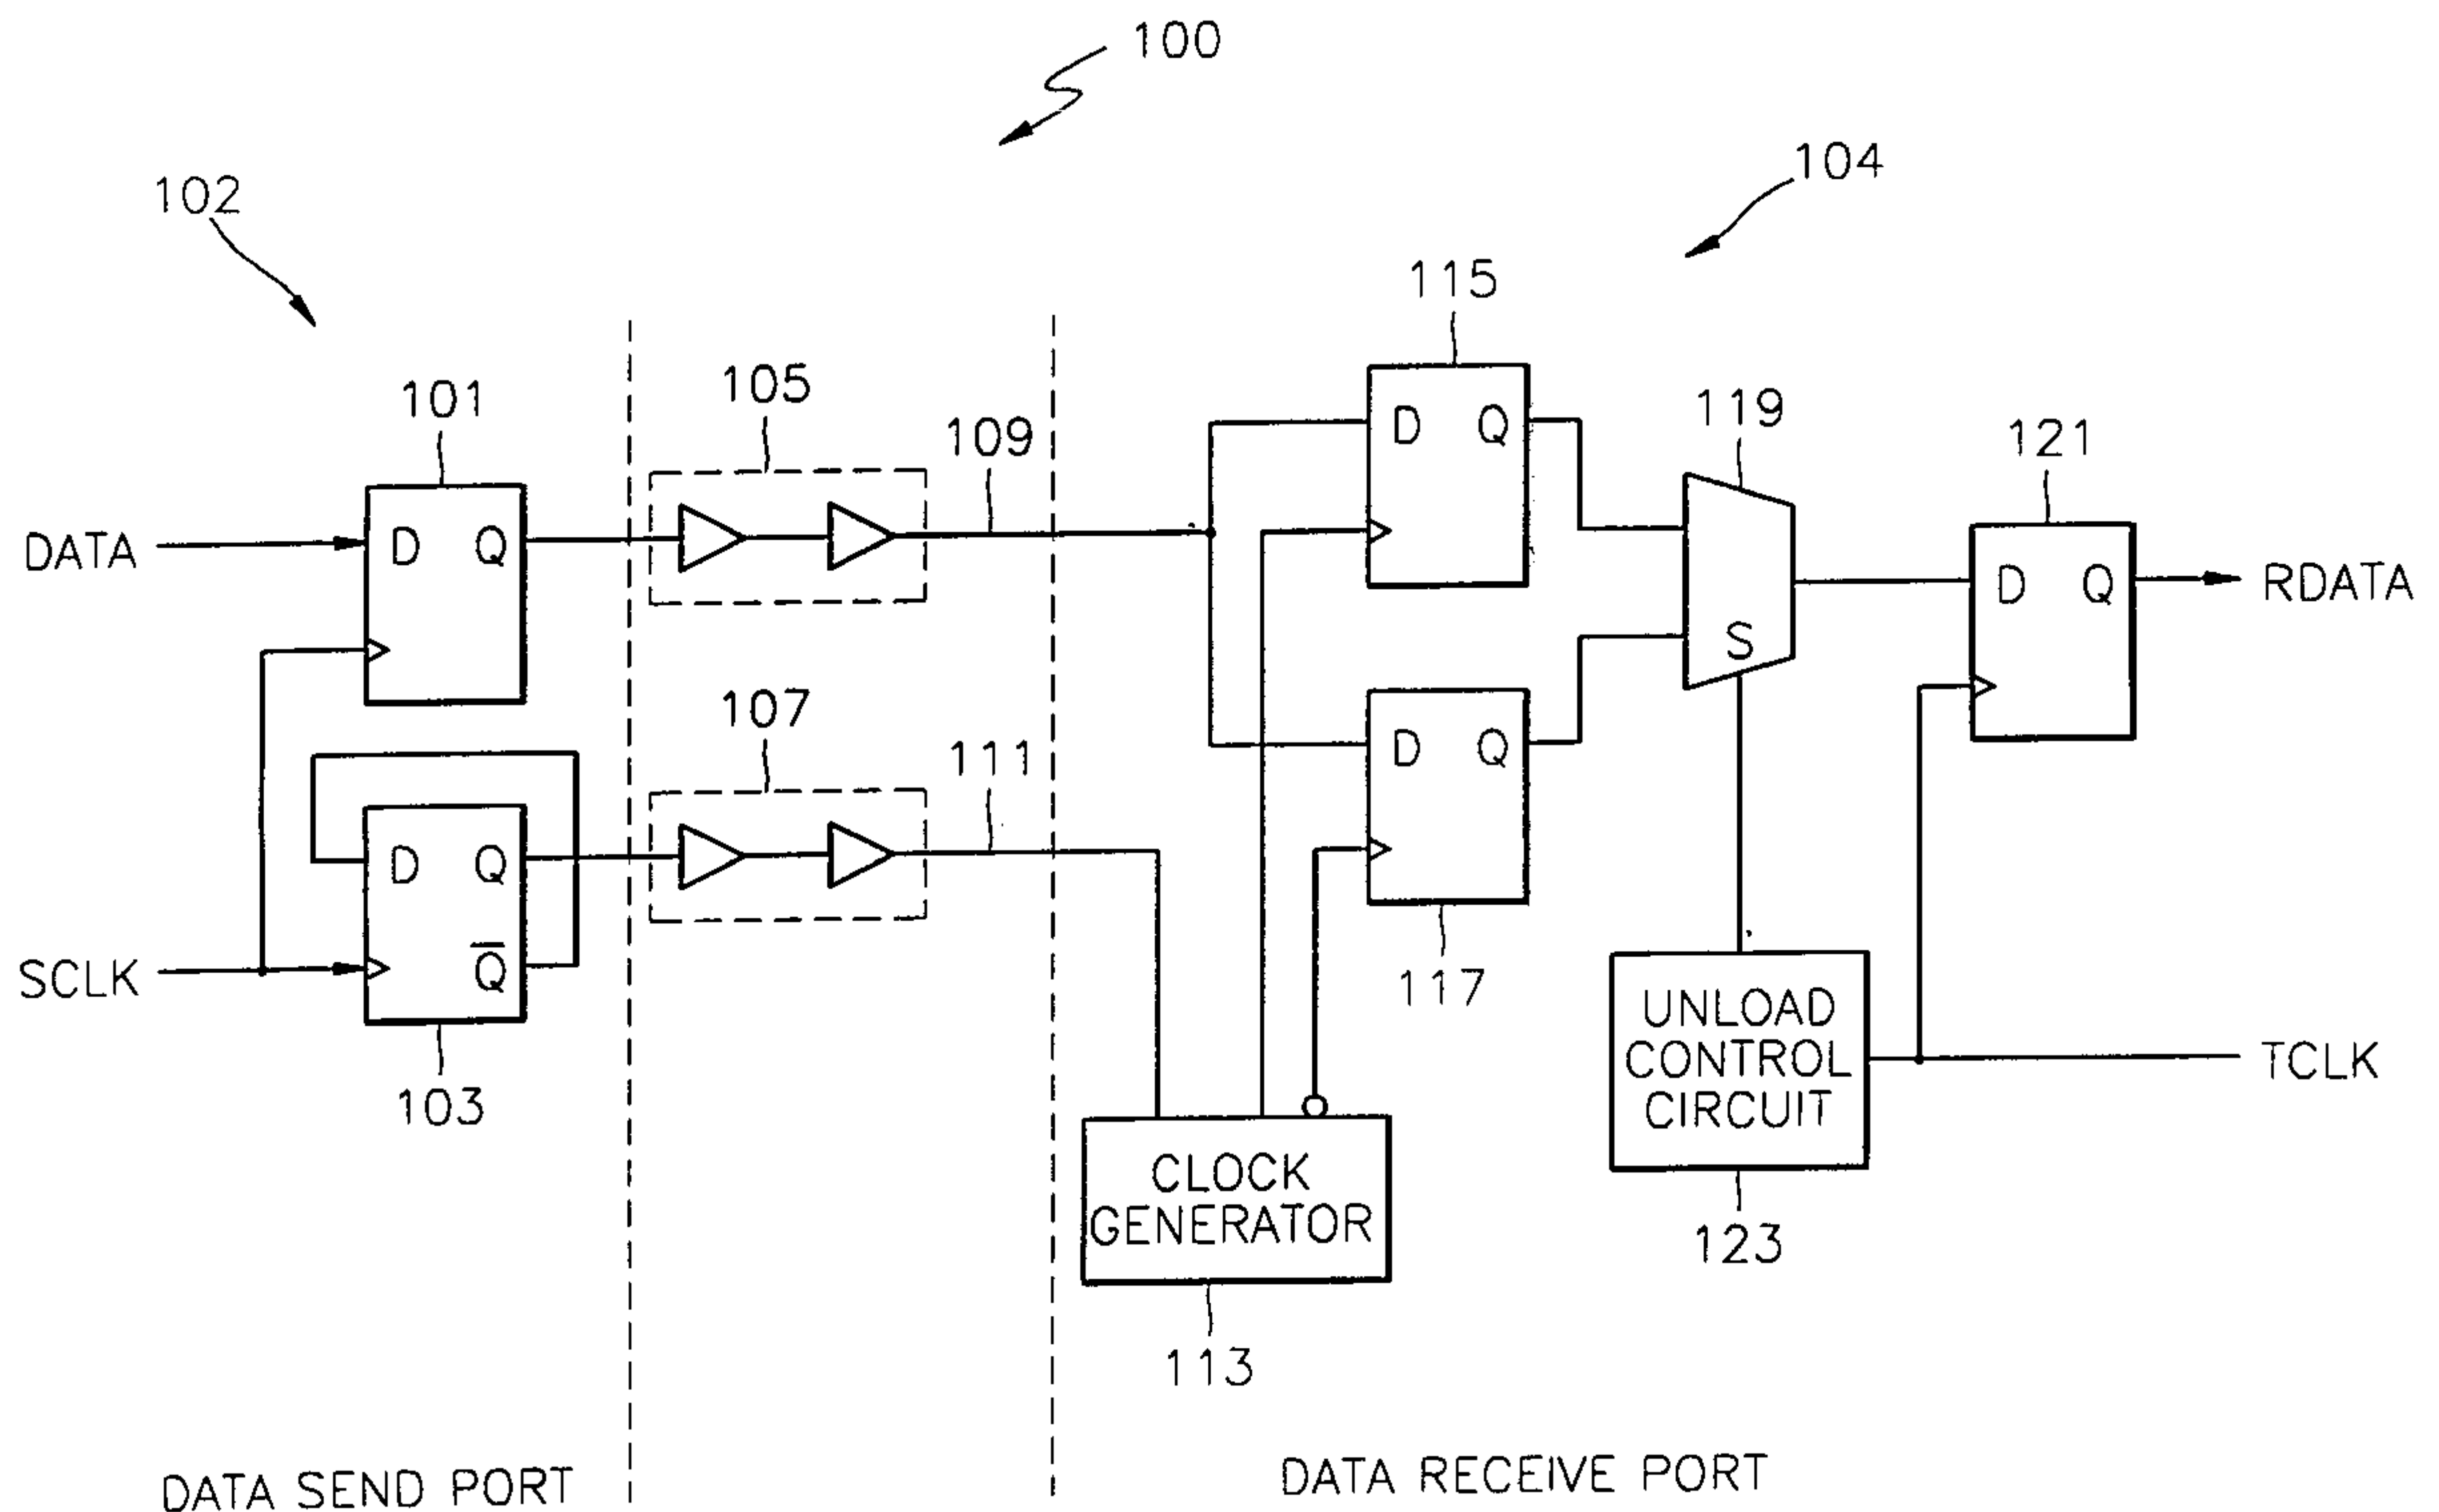 100
102
104
115
105
101
109
119
121
DATA
D Q
D Q
D Q
RDATA
S
107
111
D Q
D Q
Q̅
SCLK
117
UNLOAD
CONTROL
CIRCUIT
TCLK
103
CLOCK
GENERATOR
123
113
DATA SEND PORT
DATA RECEIVE PORT